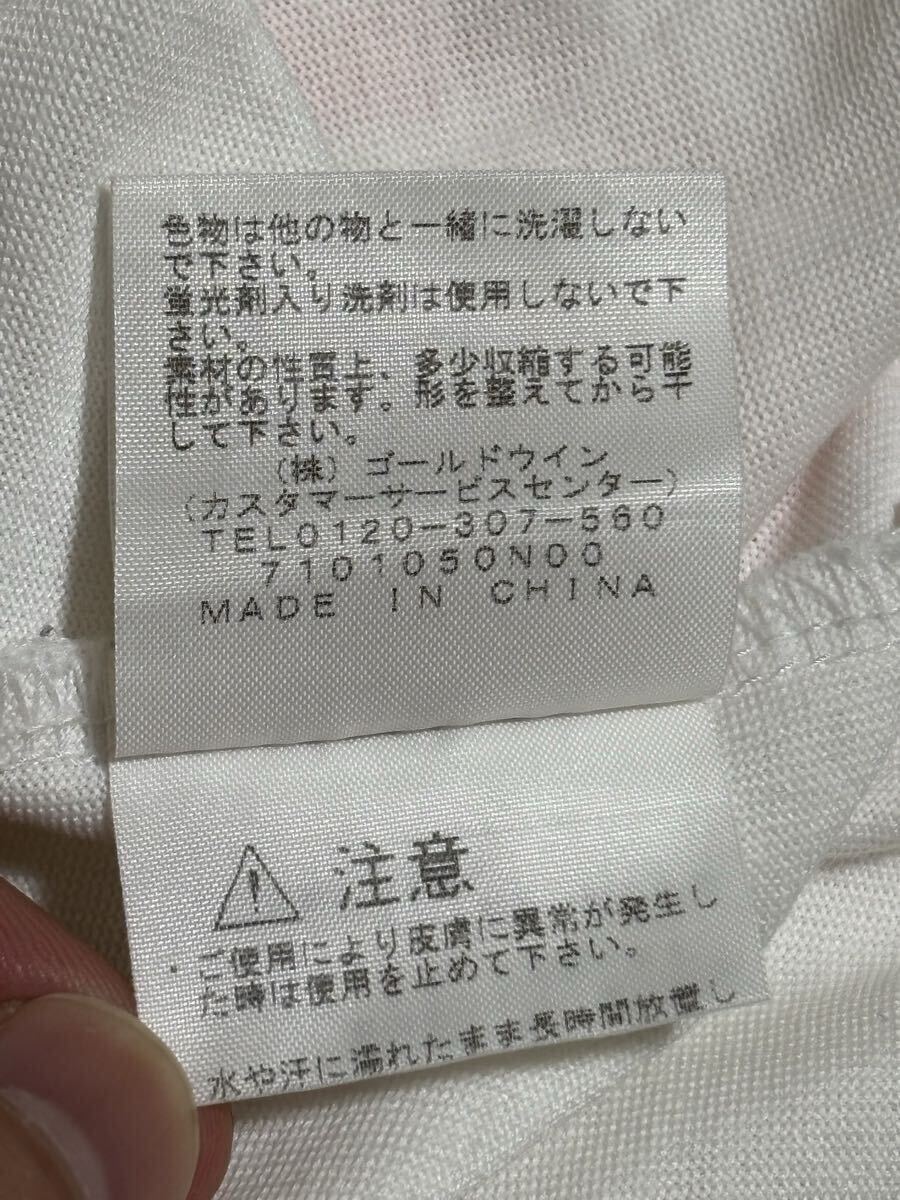 色物は他の物と一緒に洗濯しない
で下さい。
蛍光剤入り洗剤は使用しないで下
さい。
素材の性質上、多少収縮する可能
性があります。形を整えてから干
して下さい。
（株）ゴールドウイン
（カスタマーサービスセンター）
TEL0120-307-560
7101050N00
MADE IN CHINA
注意
・ご使用により皮膚に異常が発生し
た時は使用を止めて下さい。
水や汗に濡れたまま長時間放置し